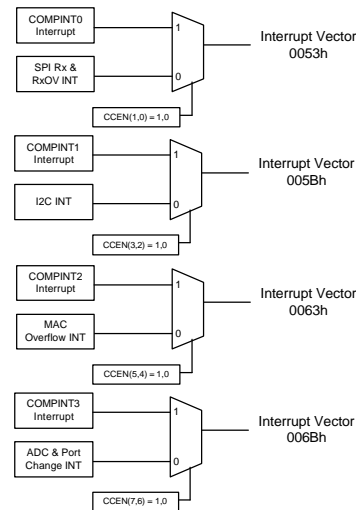 COMPINT0
Interrupt
1
Interrupt Vector
0053h
SPI Rx &
RxOV INT
0
CCEN(1,0) = 1,0
COMPINT1
Interrupt
1
Interrupt Vector
005Bh
I2C INT
0
CCEN(3,2) = 1,0
COMPINT2
Interrupt
1
Interrupt Vector
0063h
MAC
Overflow INT
0
CCEN(5,4) = 1,0
COMPINT3
Interrupt
1
Interrupt Vector
006Bh
ADC & Port
Change INT
0
CCEN(7,6) = 1,0